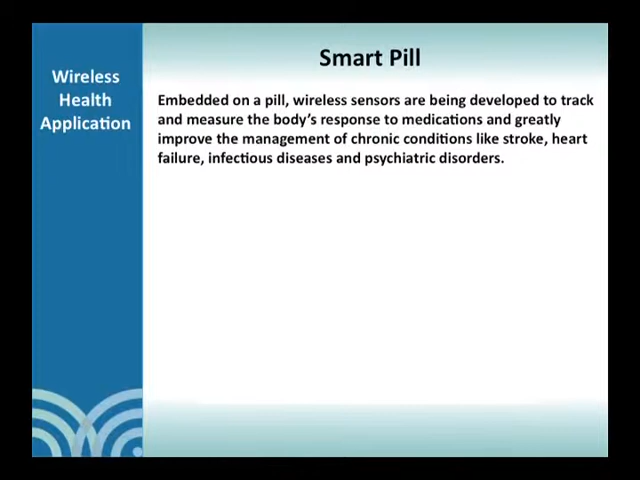 Wireless
Health
Application
Smart Pill
Embedded on a pill, wireless sensors are being developed to track
and measure the body's response to medications and greatly
improve the management of chronic conditions like stroke, heart
failure, infectious diseases and psychiatric disorders.